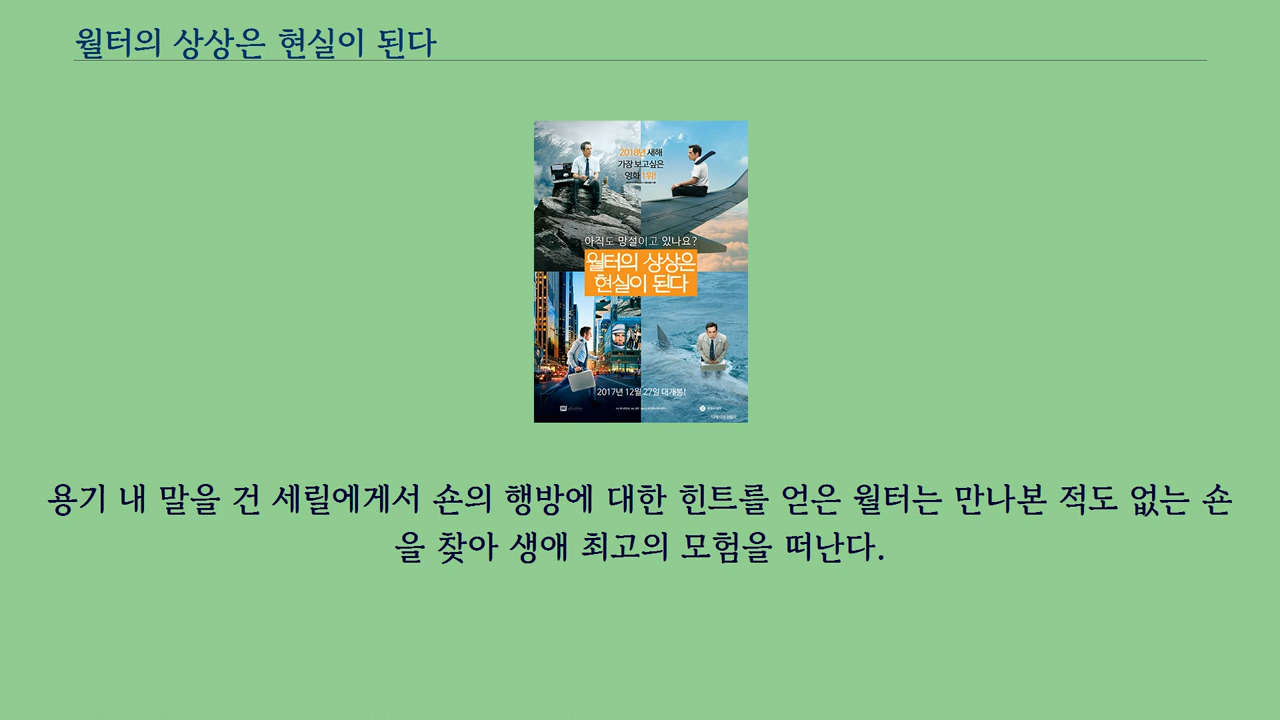 월터의 상상은 현실이 된다
2018년 새해
가장 보고싶은
영화 1위!
아직도 망설이고 있나요?
월터의 상상은
현실이 된다
2017년 12월 27일 대개봉!
용기 내 말을 건 세릴에게서 숀의 행방에 대한 힌트를 얻은 월터는 만나본 적도 없는 숀
을 찾아 생애 최고의 모험을 떠난다.